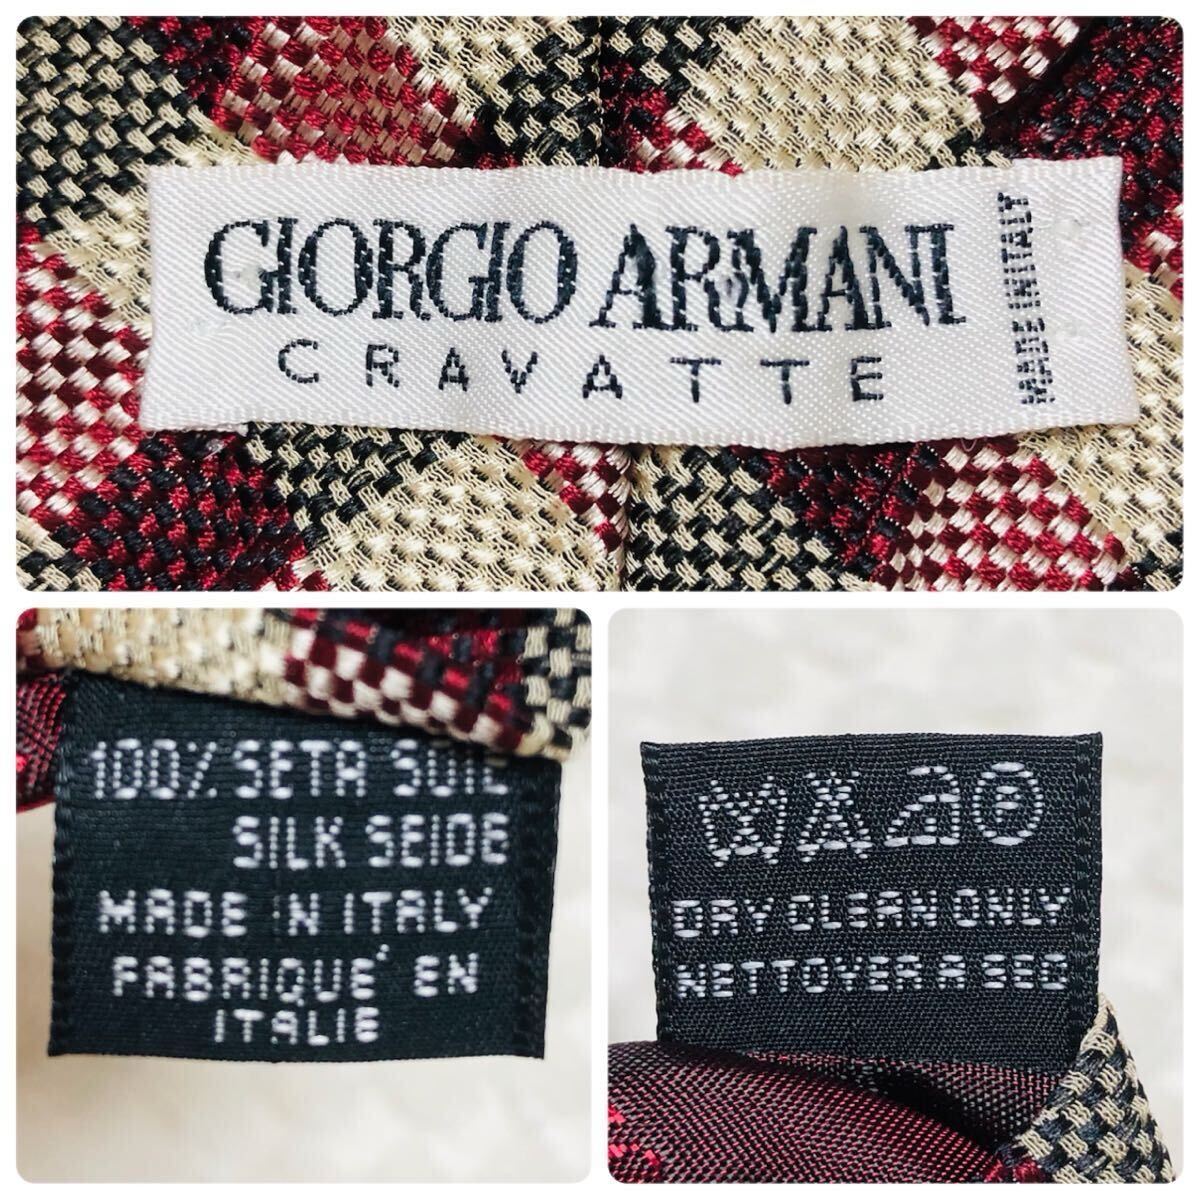 GIORGIO ARMANI
CRAVATTE
MADE IN ITALY
100% SETA SOIE
SILK SEIDE
MADE IN ITALY
FABRIQUE' EN
ITALIE
DRY CLEAN ONLY
NETTOYER A SEC